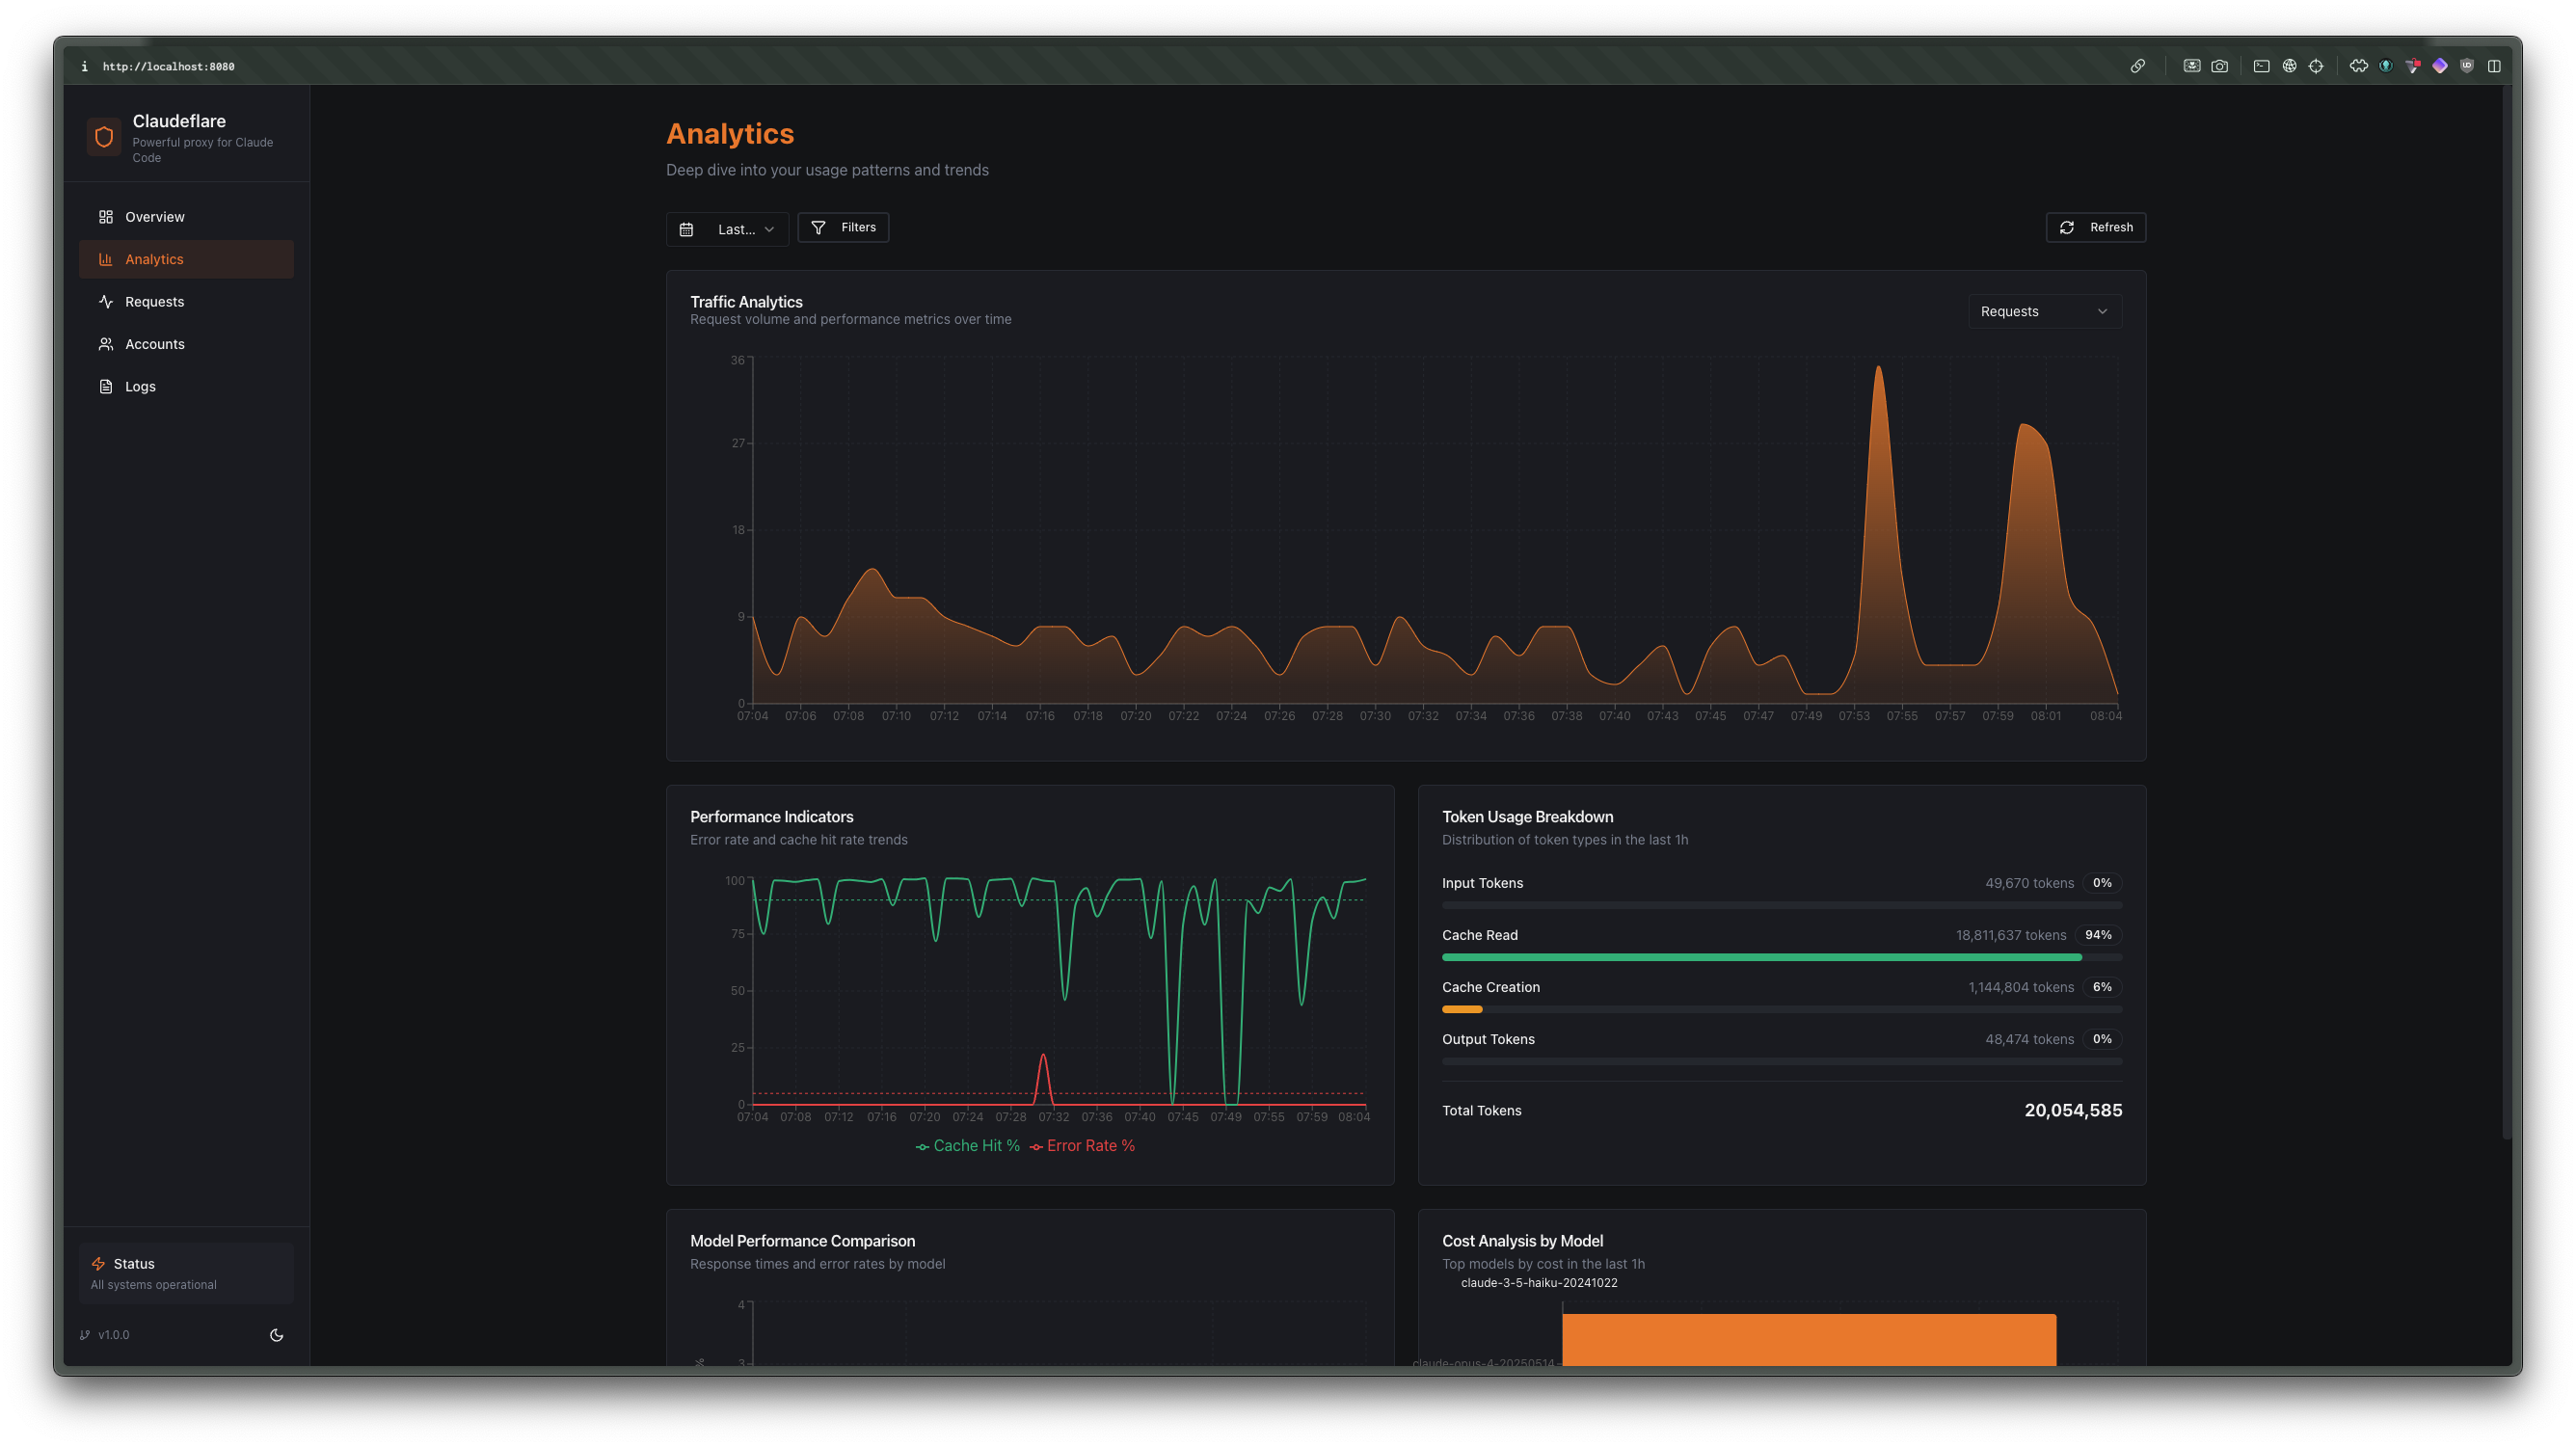 http://localhost:8080
Claudeflare
Powerful proxy for Claude
Code
Overview
Analytics
Requests
Accounts
Logs
Status
All systems operational
v1.0.0
Analytics
Deep dive into your usage patterns and trends
Last...
Filters
Refresh
Traffic Analytics
Request volume and performance metrics over time
Requests
36
27
18
9
0
07:04 07:06 07:08 07:10 07:12 07:14 07:16 07:18 07:20 07:22 07:24 07:26 07:28 07:30 07:32 07:34 07:36 07:38 07:40 07:43 07:45 07:47 07:49 07:53 07:55 07:57 07:59 08:01 08:04
Performance Indicators
Error rate and cache hit rate trends
100
75
50
25
0
07:04 07:08 07:12 07:16 07:20 07:24 07:28 07:32 07:36 07:40 07:45 07:49 07:55 07:59 08:04
Cache Hit % Error Rate %
Token Usage Breakdown
Distribution of token types in the last 1h
Input Tokens 49,670 tokens 0%
Cache Read 18,811,637 tokens 94%
Cache Creation 1,144,804 tokens 6%
Output Tokens 48,474 tokens 0%
Total Tokens 20,054,585
Model Performance Comparison
Response times and error rates by model
4
3
%
Cost Analysis by Model
Top models by cost in the last 1h
claude-3-5-haiku-20241022
claude-opus-4-20250514